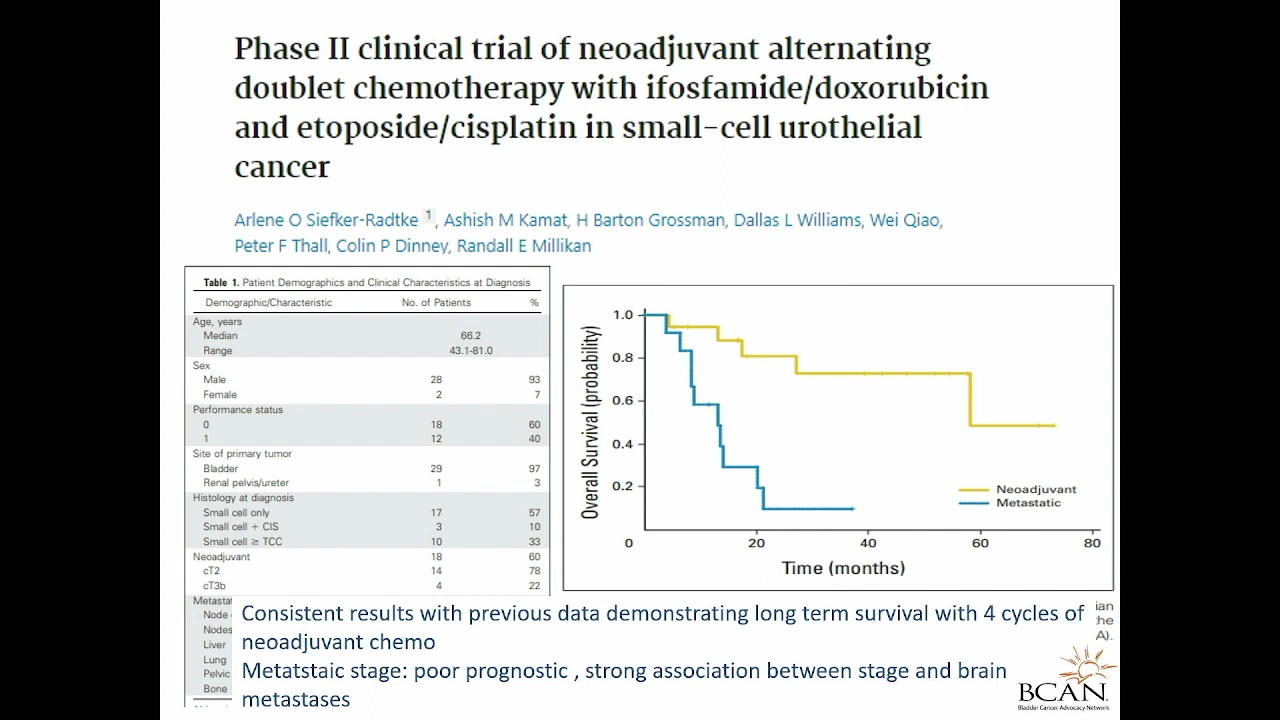 Phase II clinical trial of neoadjuvant alternating
doublet chemotherapy with ifosfamide/doxorubicin
and etoposide/cisplatin in small-cell urothelial
cancer
Arlene O Siefker-Radtke 1, Ashish M Kamat, H Barton Grossman, Dallas L Williams, Wei Qiao,
Peter F Thall, Colin P Dinney, Randall E Millikan
Table 1. Patient Demographics and Clinical Characteristics at Diagnosis
Demographic/Characteristic No. of Patients %
Age, years
Median 66.2
Range 43.1-81.0
Sex
Male 28 93
Female 2 7
Performance status
0 18 60
1 12 40
Site of primary tumor
Bladder 29 97
Renal pelvis/ureter 1 3
Histology at diagnosis
Small cell only 17 57
Small cell + CIS 3 10
Small cell ≥ TCC 10 33
Neoadjuvant 18 60
cT2 14 78
cT3b 4 22
Metastat
Node
Nodes
Liver
Lung
Pelvic
Bone
Overall Survival (probability)
1.0
0.8
0.6
0.4
0.2
0 20 40 60 80
Time (months)
Neoadjuvant
Metastatic
ian
he
A).
Consistent results with previous data demonstrating long term survival with 4 cycles of
neoadjuvant chemo
Metatstaic stage: poor prognostic , strong association between stage and brain
metastases
BCAN
Bladder Cancer Advocacy Network